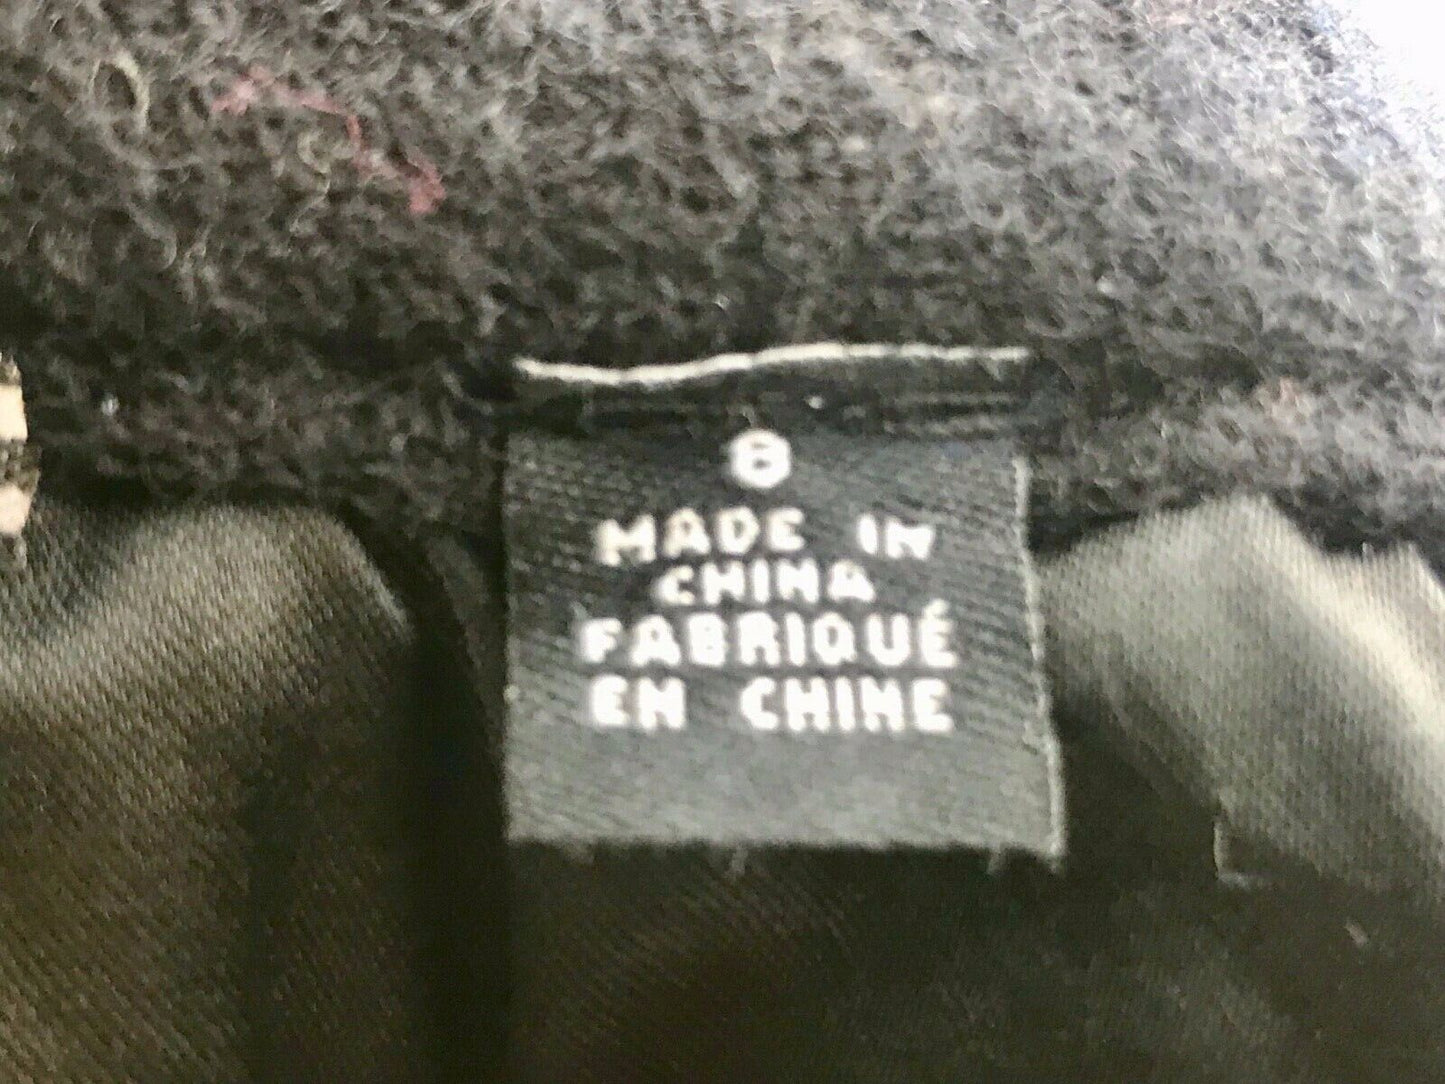 8
MADE IN
CHINA
FABRIQUÉ
EN CHINE